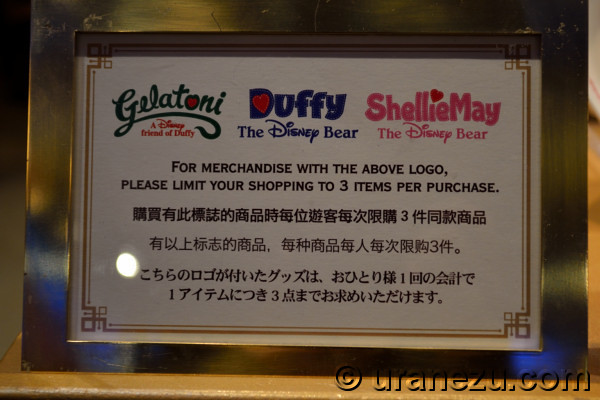 Gelatoni
A Disney
friend of Duffy
Duffy
The Disney Bear
ShellieMay
The Disney Bear
FOR MERCHANDISE WITH THE ABOVE LOGO,
PLEASE LIMIT YOUR SHOPPING TO 3 ITEMS PER PURCHASE.
購買有此標誌的商品時每位遊客每次限購 3 件同款商品
有以上标志的商品，每种商品每人每次限购3件。
こちらのロゴが付いたグッズは、おひとり様1回の会計で
1アイテムにつき3点までお求めいただけます。
© uranezu.com